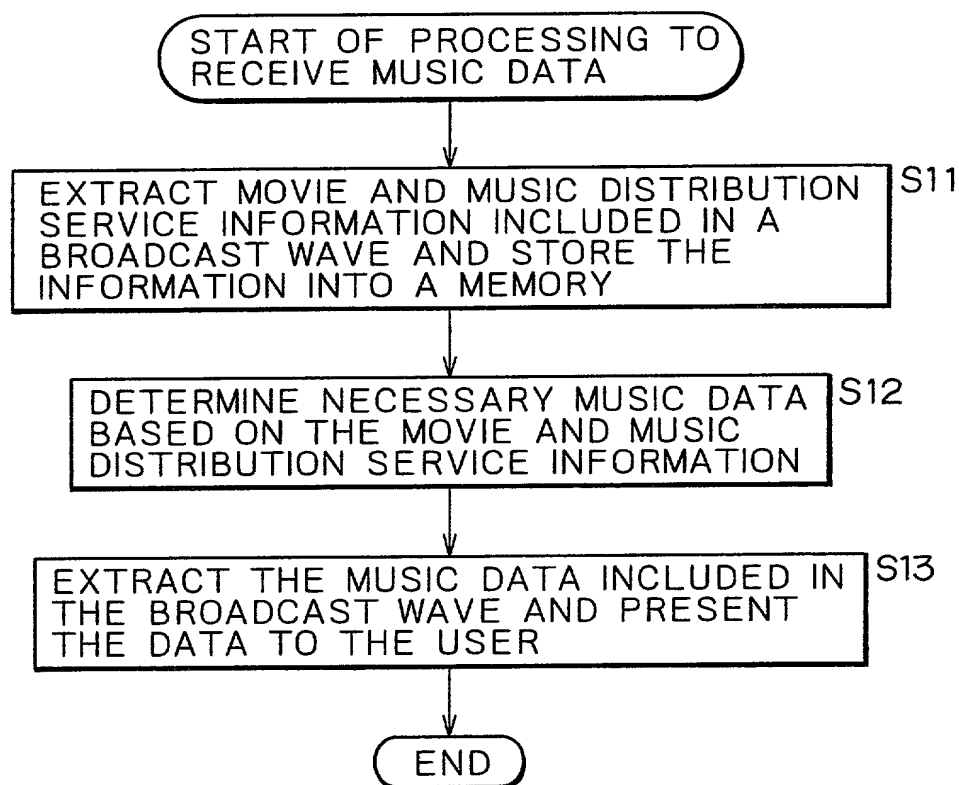 START OF PROCESSING TO
RECEIVE MUSIC DATA
EXTRACT MOVIE AND MUSIC DISTRIBUTION
SERVICE INFORMATION INCLUDED IN A
BROADCAST WAVE AND STORE THE
INFORMATION INTO A MEMORY
S11
DETERMINE NECESSARY MUSIC DATA
BASED ON THE MOVIE AND MUSIC
DISTRIBUTION SERVICE INFORMATION
S12
EXTRACT THE MUSIC DATA INCLUDED IN
THE BROADCAST WAVE AND PRESENT
THE DATA TO THE USER
S13
END